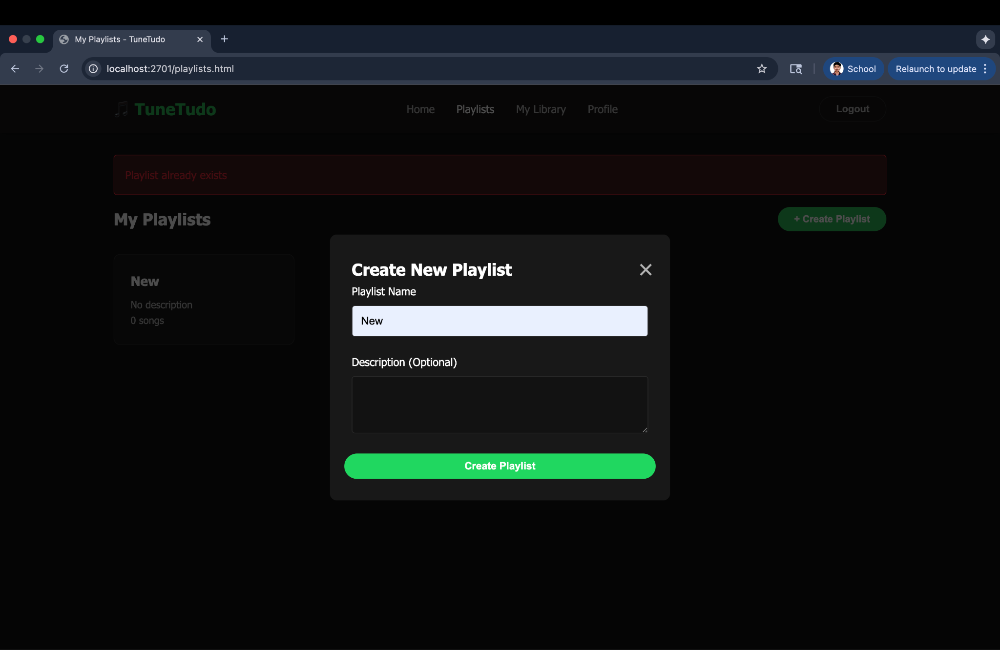 My Playlists - TuneTudo
localhost:2701/playlists.html
School
Relaunch to update
TuneTudo
Home
Playlists
My Library
Profile
Logout
Playlist already exists
My Playlists
+ Create Playlist
New
No description
0 songs
Create New Playlist
Playlist Name
New
Description (Optional)
Create Playlist